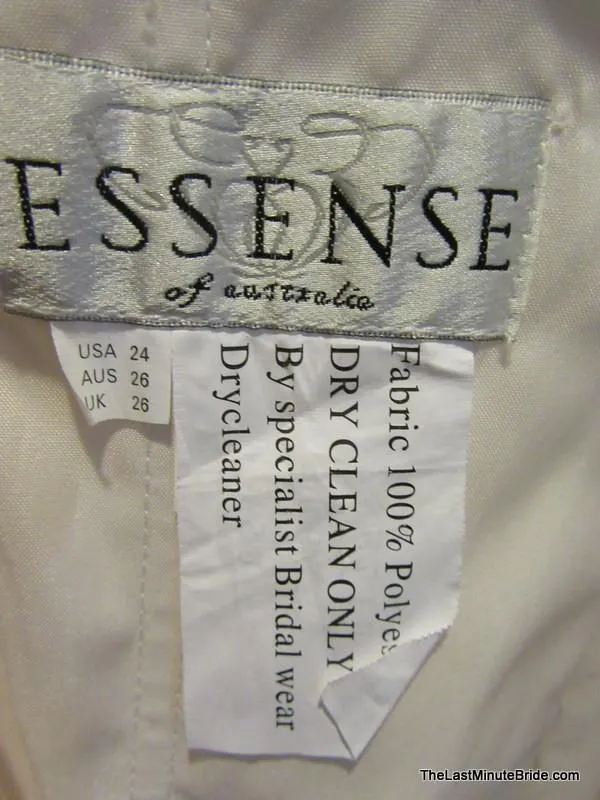 ESSENSE
of australia
USA 24
AUS 26
UK 26
Fabric 100% Polyes
DRY CLEAN ONLY
By specialist Bridal wear
Drycleaner
TheLastMinuteBride.com